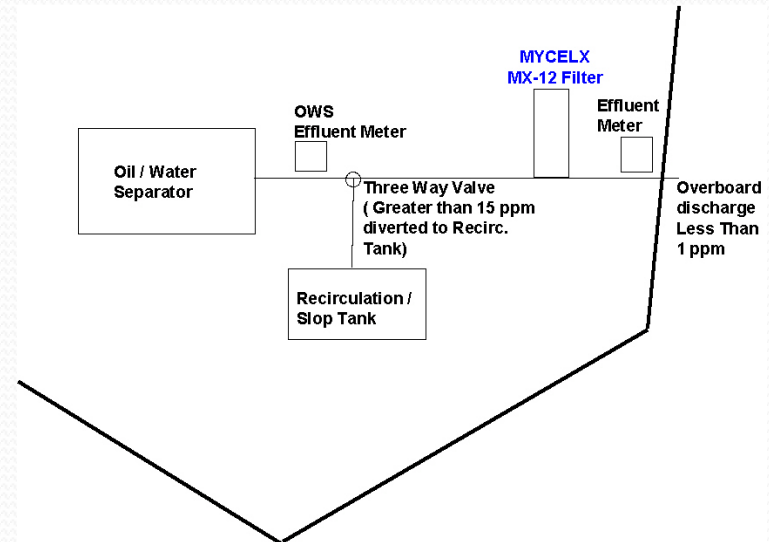 MYCELX
MX-12 Filter
OWS
Effluent Meter
Effluent
Meter
Oil / Water
Separator
Three Way Valve
( Greater than 15 ppm
diverted to Recirc.
Tank)
Overboard
discharge
Less Than
1 ppm
Recirculation /
Slop Tank